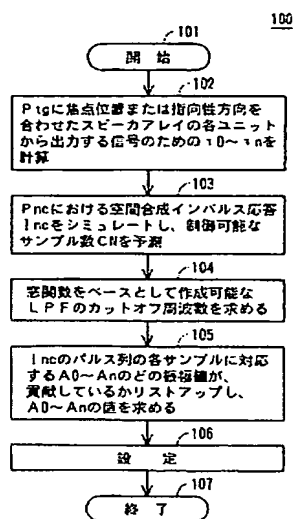 100
101
開始
102
Ptgに焦点位置または指向性方向を
合わせたスピーカアレイの各ユニット
から出力する信号のためのτ0~τnを
計算
103
Pncにおける空間合成インパルス応答
Incをシミュレートし、制御可能な
サンプル数CNを予測
104
窓関数をベースとして作成可能な
LPFのカットオフ周波数を求める
105
Incのパルス列の各サンプルに対応
するA0~Anのどの振幅値が、
貢献しているかリストアップし、
A0~Anの値を求める
106
設定
107
終了